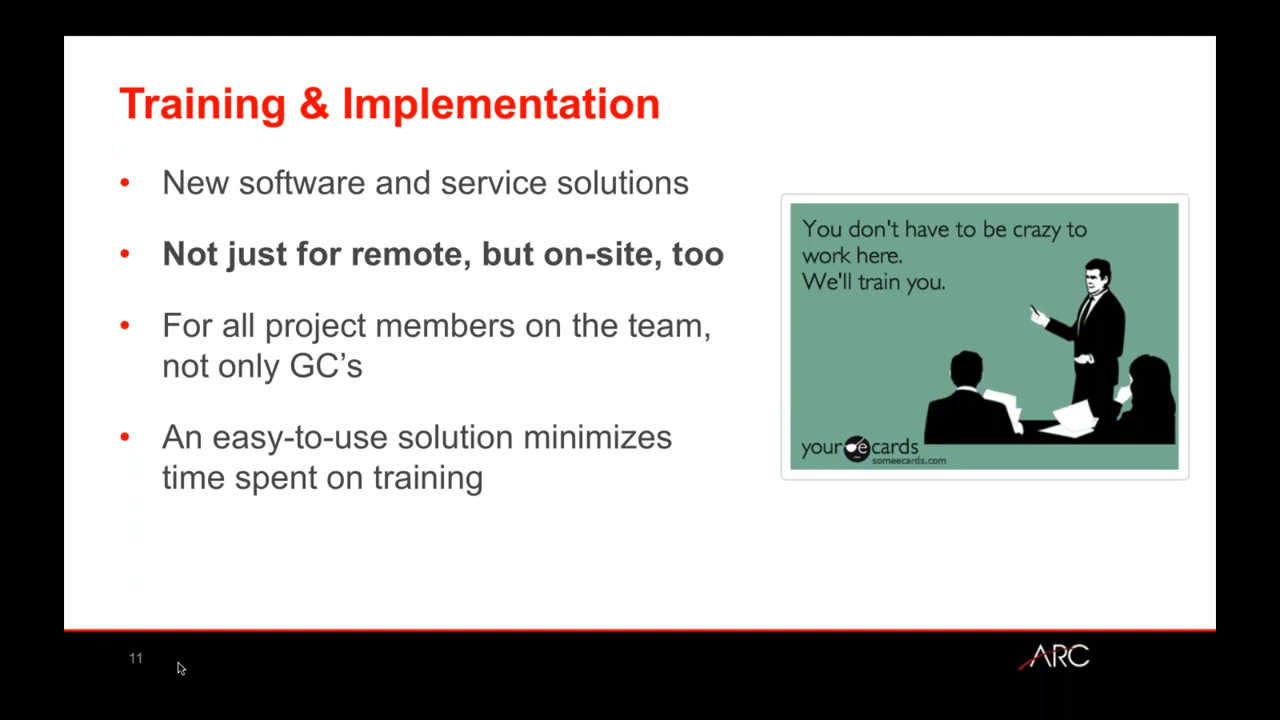 Training & Implementation
• New software and service solutions
• Not just for remote, but on-site, too
• For all project members on the team,
not only GC’s
• An easy-to-use solution minimizes
time spent on training
You don't have to be crazy to
work here.
We'll train you.
your e cards
someecards.com
11
ARC